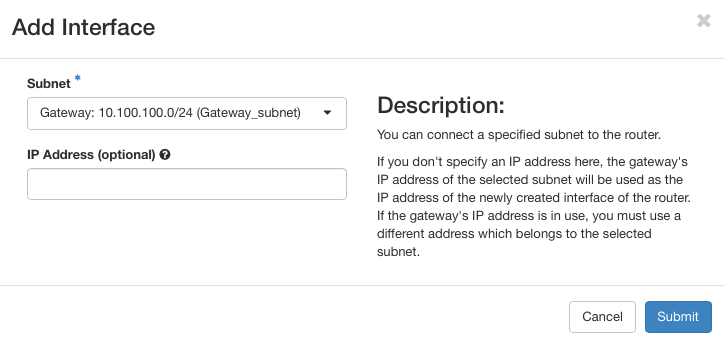 Add Interface
Subnet *
Gateway: 10.100.100.0/24 (Gateway_subnet)
IP Address (optional)
Description:
You can connect a specified subnet to the router.
If you don't specify an IP address here, the gateway's
IP address of the selected subnet will be used as the
IP address of the newly created interface of the router.
If the gateway's IP address is in use, you must use a
different address which belongs to the selected
subnet.
Cancel
Submit